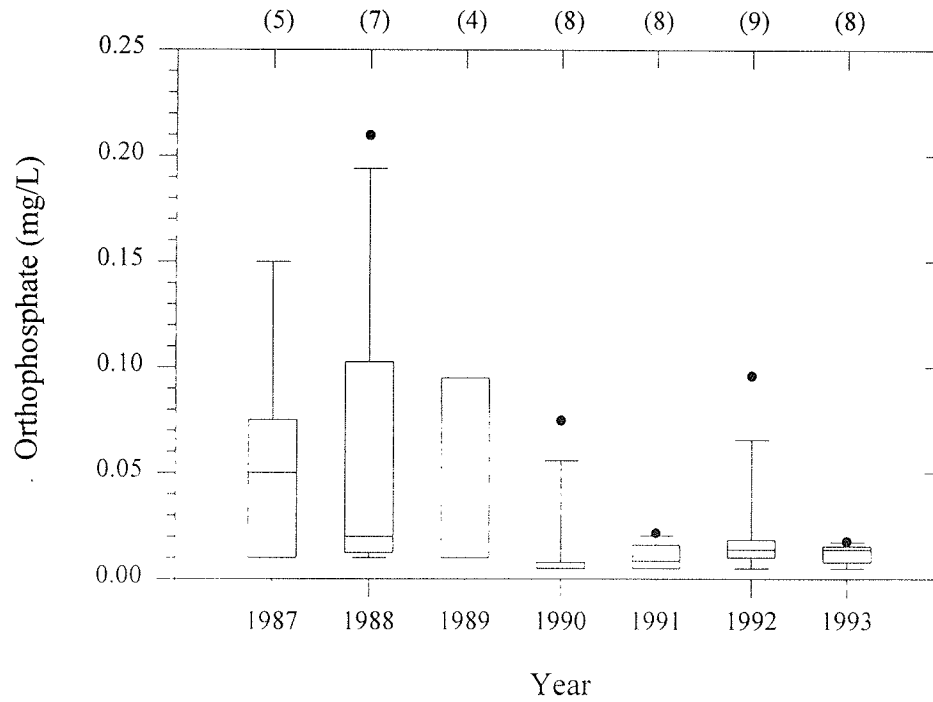 (5) (7) (4) (8) (8) (9) (8)
0.25
0.20
0.15
0.10
0.05
0.00
Orthophosphate (mg/L)
1987 1988 1989 1990 1991 1992 1993
Year